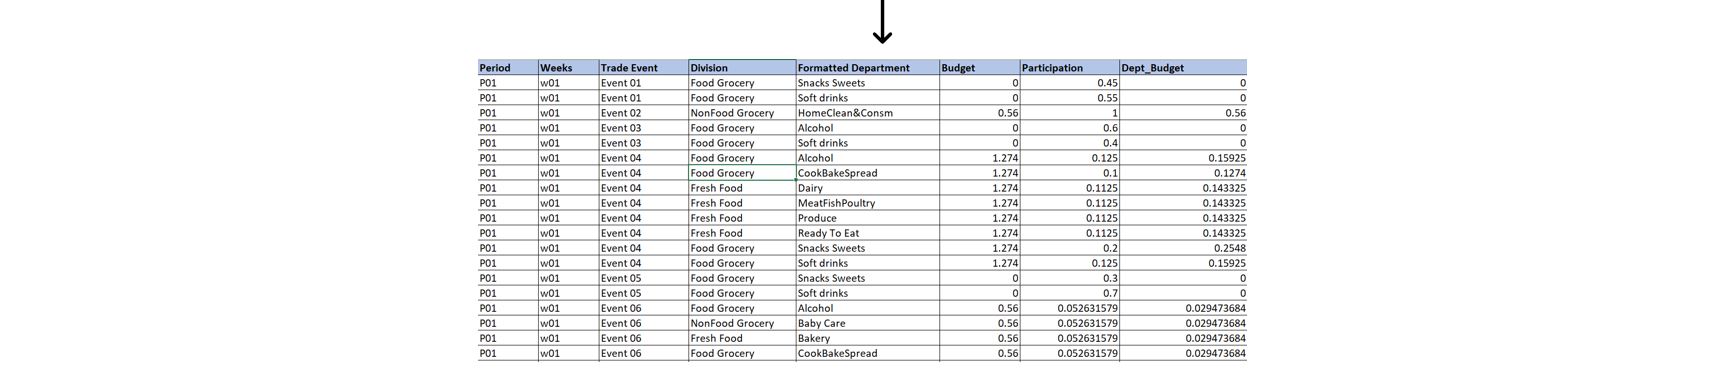 Period Weeks Trade Event Division Formatted Department Budget Participation Dept_Budget
P01 w01 Event 01 Food Grocery Snacks Sweets 0 0.45 0
P01 w01 Event 01 Food Grocery Soft drinks 0 0.55 0
P01 w01 Event 02 NonFood Grocery HomeClean&Consm 0.56 1 0.56
P01 w01 Event 03 Food Grocery Alcohol 0 0.6 0
P01 w01 Event 03 Food Grocery Soft drinks 0 0.4 0
P01 w01 Event 04 Food Grocery Alcohol 1.274 0.125 0.15925
P01 w01 Event 04 Food Grocery CookBakeSpread 1.274 0.1 0.1274
P01 w01 Event 04 Fresh Food Dairy 1.274 0.1125 0.143325
P01 w01 Event 04 Fresh Food MeatFishPoultry 1.274 0.1125 0.143325
P01 w01 Event 04 Fresh Food Produce 1.274 0.1125 0.143325
P01 w01 Event 04 Fresh Food Ready To Eat 1.274 0.1125 0.143325
P01 w01 Event 04 Food Grocery Snacks Sweets 1.274 0.2 0.2548
P01 w01 Event 04 Food Grocery Soft drinks 1.274 0.125 0.15925
P01 w01 Event 05 Food Grocery Snacks Sweets 0 0.3 0
P01 w01 Event 05 Food Grocery Soft drinks 0 0.7 0
P01 w01 Event 06 Food Grocery Alcohol 0.56 0.052631579 0.029473684
P01 w01 Event 06 NonFood Grocery Baby Care 0.56 0.052631579 0.029473684
P01 w01 Event 06 Fresh Food Bakery 0.56 0.052631579 0.029473684
P01 w01 Event 06 Food Grocery CookBakeSpread 0.56 0.052631579 0.029473684